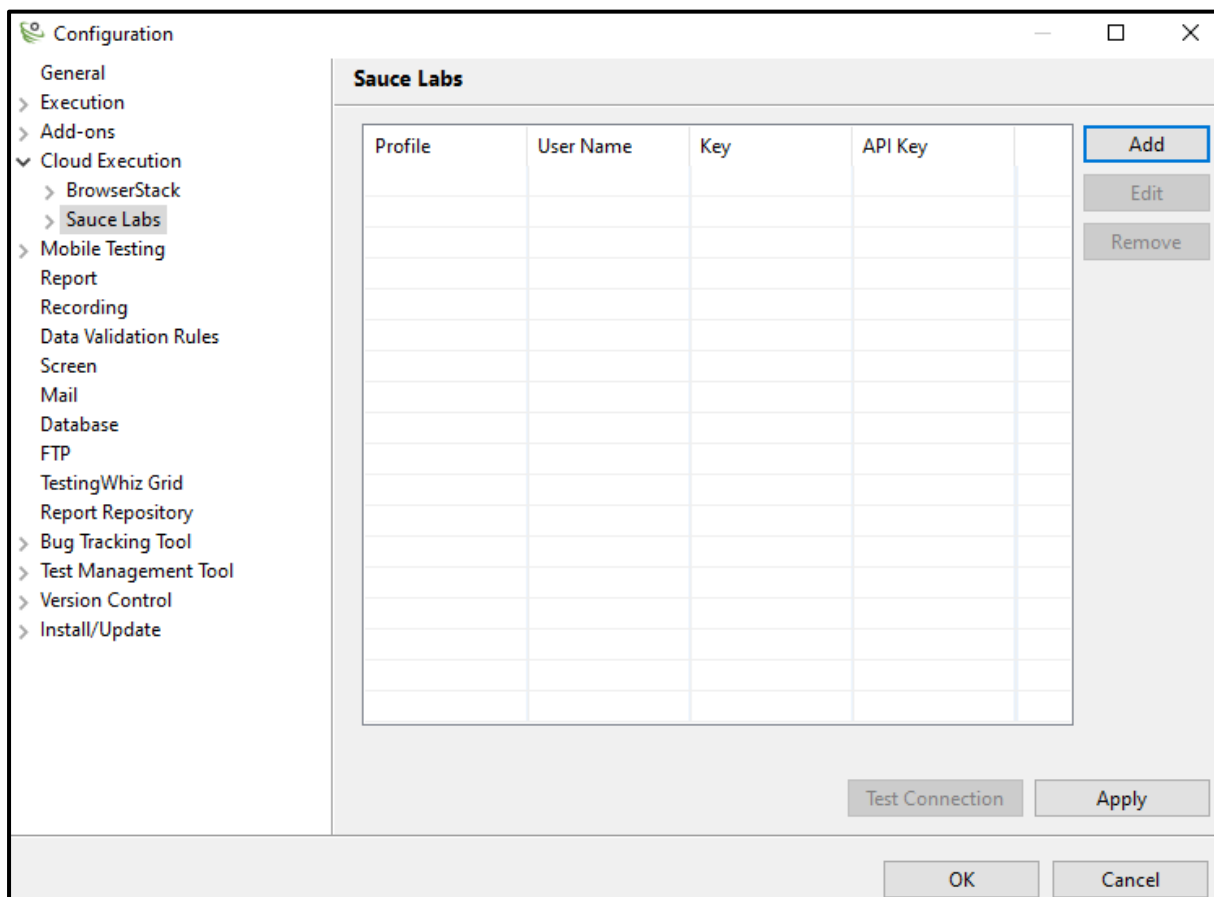 Configuration
General
Execution
Add-ons
Cloud Execution
BrowserStack
Sauce Labs
Mobile Testing
Report
Recording
Data Validation Rules
Screen
Mail
Database
FTP
TestingWhiz Grid
Report Repository
Bug Tracking Tool
Test Management Tool
Version Control
Install/Update
Sauce Labs
Profile User Name Key API Key
Add
Edit
Remove
Test Connection Apply
OK Cancel